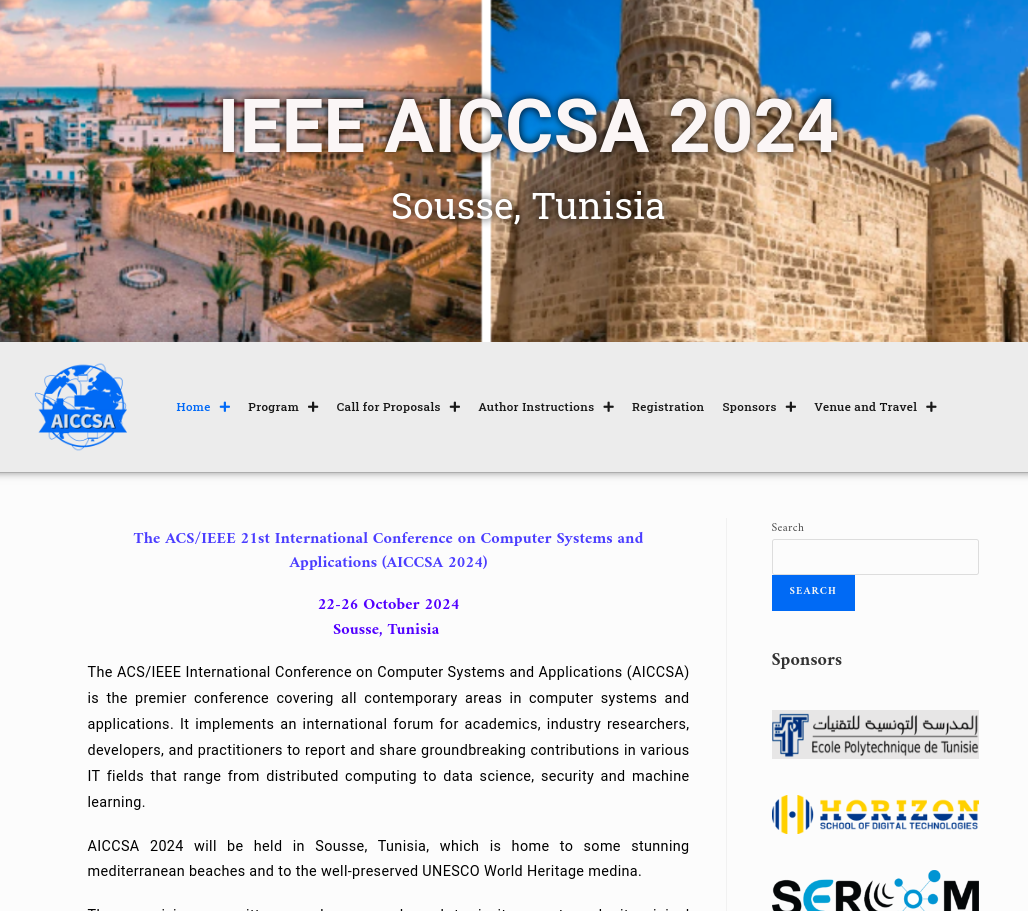 IEEE AICCSA 2024
Sousse, Tunisia
AICCSA
Home
Program
Call for Proposals
Author Instructions
Registration
Sponsors
Venue and Travel
The ACS/IEEE 21st International Conference on Computer Systems and
Applications (AICCSA 2024)
22-26 October 2024
Sousse, Tunisia
The ACS/IEEE International Conference on Computer Systems and Applications (AICCSA)
is the premier conference covering all contemporary areas in computer systems and
applications. It implements an international forum for academics, industry researchers,
developers, and practitioners to report and share groundbreaking contributions in various
IT fields that range from distributed computing to data science, security and machine
learning.
AICCSA 2024 will be held in Sousse, Tunisia, which is home to some stunning
mediterranean beaches and to the well-preserved UNESCO World Heritage medina.
Search
SEARCH
Sponsors
المدرسة التونسية للتقنيات
Ecole Polytechnique de Tunisie
HORIZON
SCHOOL OF DIGITAL TECHNOLOGIES
SERCOM